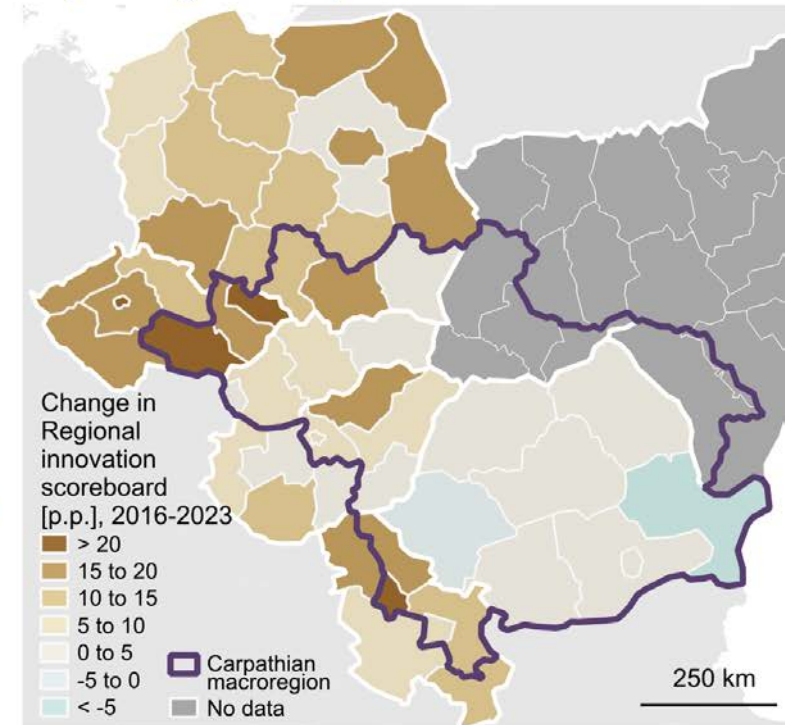 Change in
Regional
innovation
scoreboard
[p.p.], 2016-2023
> 20
15 to 20
10 to 15
5 to 10
0 to 5
-5 to 0
< -5
Carpathian
macroregion
No data
250 km